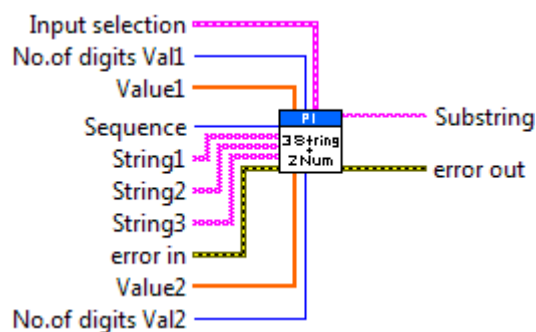 Input selection
No.of digits Val1
Value1
Sequence
String1
String2
String3
error in
Value2
No.of digits Val2
PI
3String
+
2Num
Substring
error out